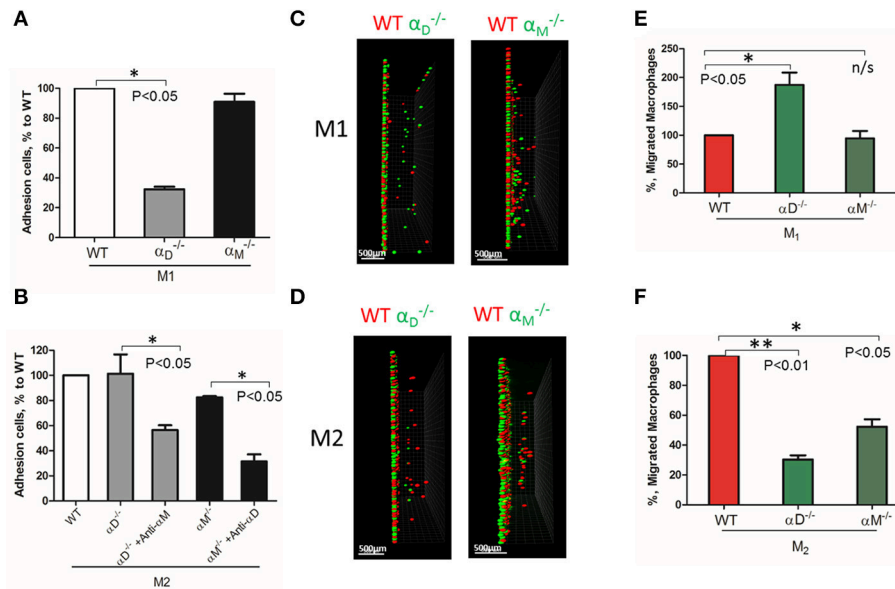 A
Adhesion cells, % to WT
100
80
60
40
20
0
*
P<0.05
WT
αD-/-
αM-/-
M1
B
Adhesion cells, % to WT
120
100
80
60
40
20
0
*
P<0.05
*
P<0.05
WT
αD-/-
αD-/- +Anti-αM
αM-/-
αM-/- +Anti-αD
M2
C
WT αD-/-
WT αM-/-
M1
500µm
500µm
D
WT αD-/-
WT αM-/-
M2
500µm
500µm
E
%, Migrated Macrophages
250
200
150
100
50
0
*
P<0.05
n/s
WT
αD-/-
αM-/-
M1
F
%, Migrated Macrophages
100
80
60
40
20
0
*
**
P<0.01
P<0.05
WT
αD-/-
αM-/-
M2